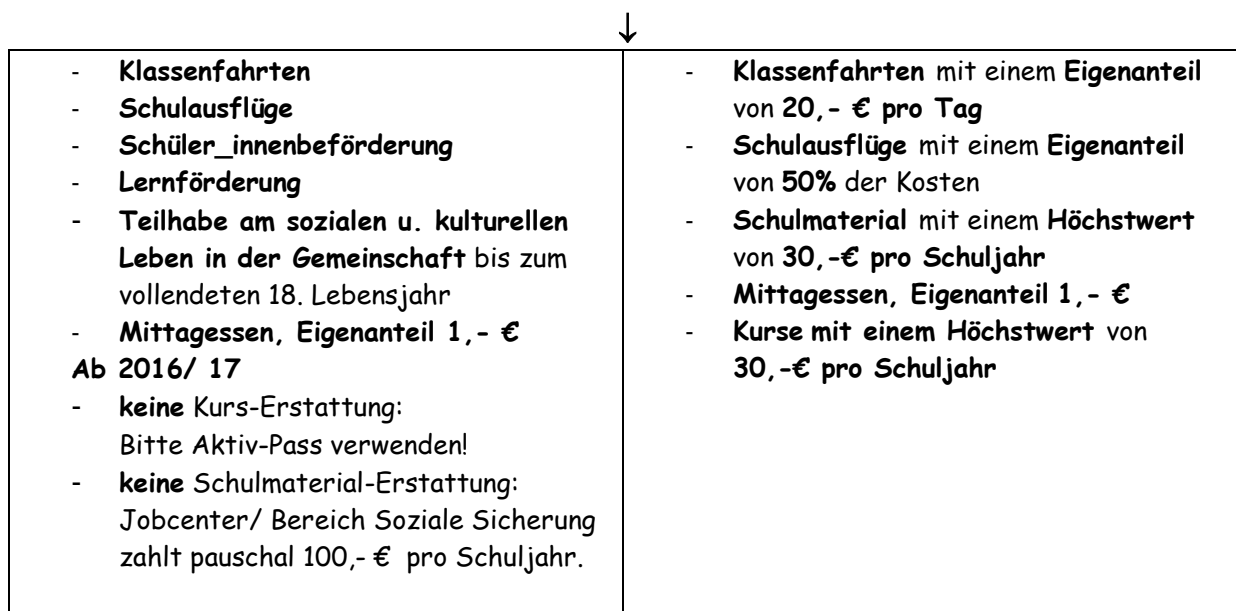 ↓
- Klassenfahrten
- Schulausflüge
- Schüler_innenbeförderung
- Lernförderung
- Teilhabe am sozialen u. kulturellen
Leben in der Gemeinschaft bis zum
vollendeten 18. Lebensjahr
- Mittagessen, Eigenanteil 1,- €
Ab 2016/ 17
- keine Kurs-Erstattung:
Bitte Aktiv-Pass verwenden!
- keine Schulmaterial-Erstattung:
Jobcenter/ Bereich Soziale Sicherung
zahlt pauschal 100,- € pro Schuljahr.
- Klassenfahrten mit einem Eigenanteil
von 20,- € pro Tag
- Schulausflüge mit einem Eigenanteil
von 50% der Kosten
- Schulmaterial mit einem Höchstwert
von 30,-€ pro Schuljahr
- Mittagessen, Eigenanteil 1,- €
- Kurse mit einem Höchstwert von
30,-€ pro Schuljahr